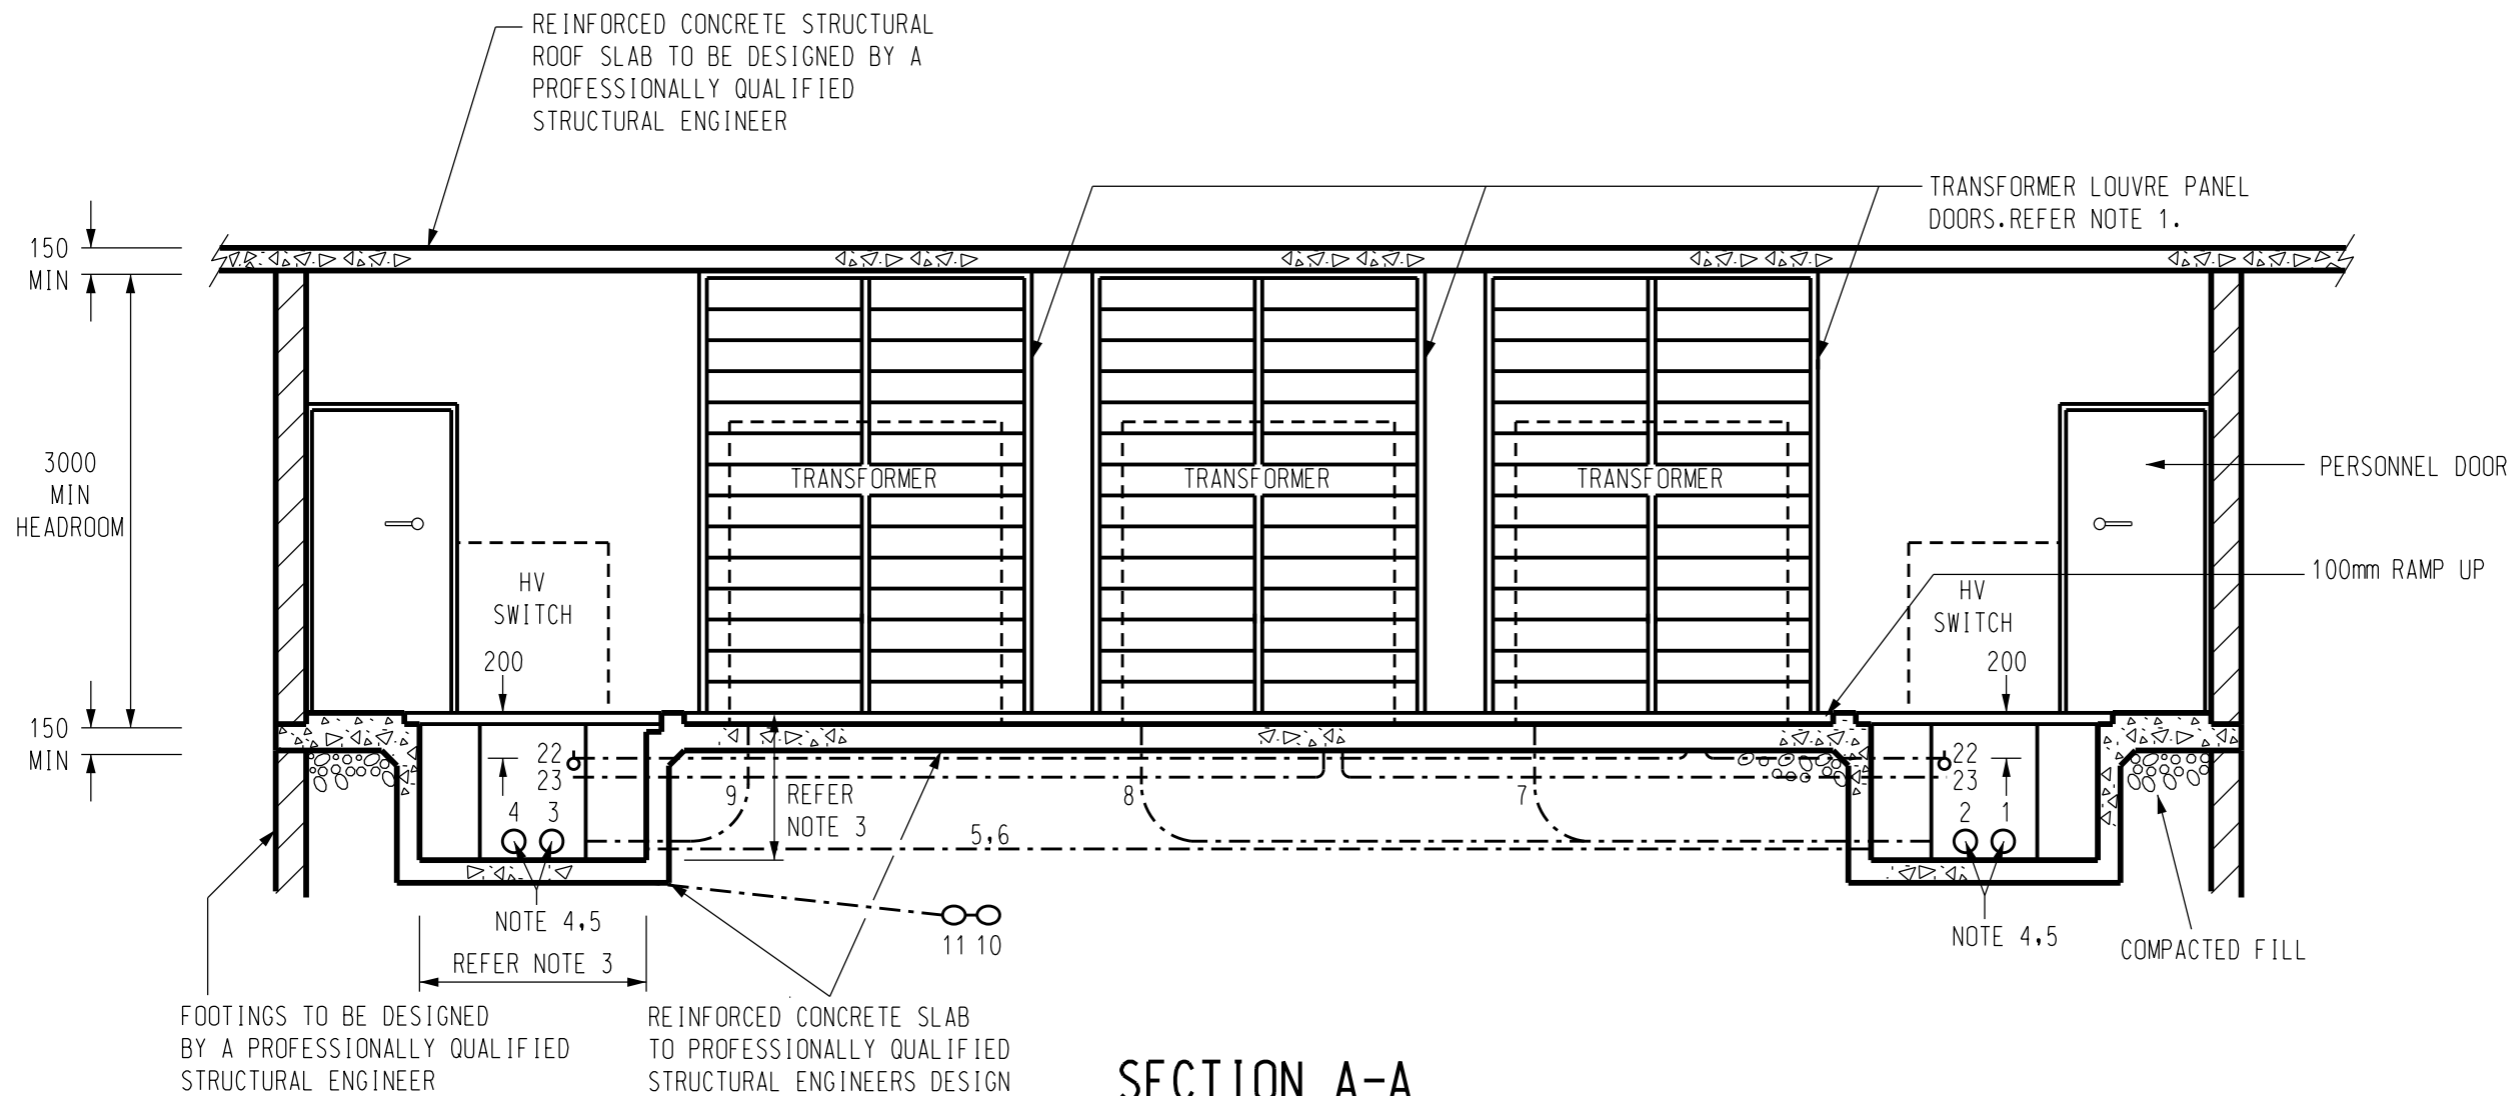 REINFORCED CONCRETE STRUCTURAL
ROOF SLAB TO BE DESIGNED BY A
PROFESSIONALLY QUALIFIED
STRUCTURAL ENGINEER
TRANSFORMER LOUVRE PANEL
DOORS.REFER NOTE 1.
150
MIN
3000
MIN
HEADROOM
150
MIN
TRANSFORMER
TRANSFORMER
TRANSFORMER
PERSONNEL DOOR
100mm RAMP UP
HV
SWITCH
200
HV
SWITCH
200
22
23
4 3
9
REFER
NOTE 3
8
7
5,6
22
23
2 1
NOTE 4,5
11 10
NOTE 4,5
COMPACTED FILL
REFER NOTE 3
FOOTINGS TO BE DESIGNED
BY A PROFESSIONALLY QUALIFIED
STRUCTURAL ENGINEER
REINFORCED CONCRETE SLAB
TO PROFESSIONALLY QUALIFIED
STRUCTURAL ENGINEERS DESIGN
SECTION A-A